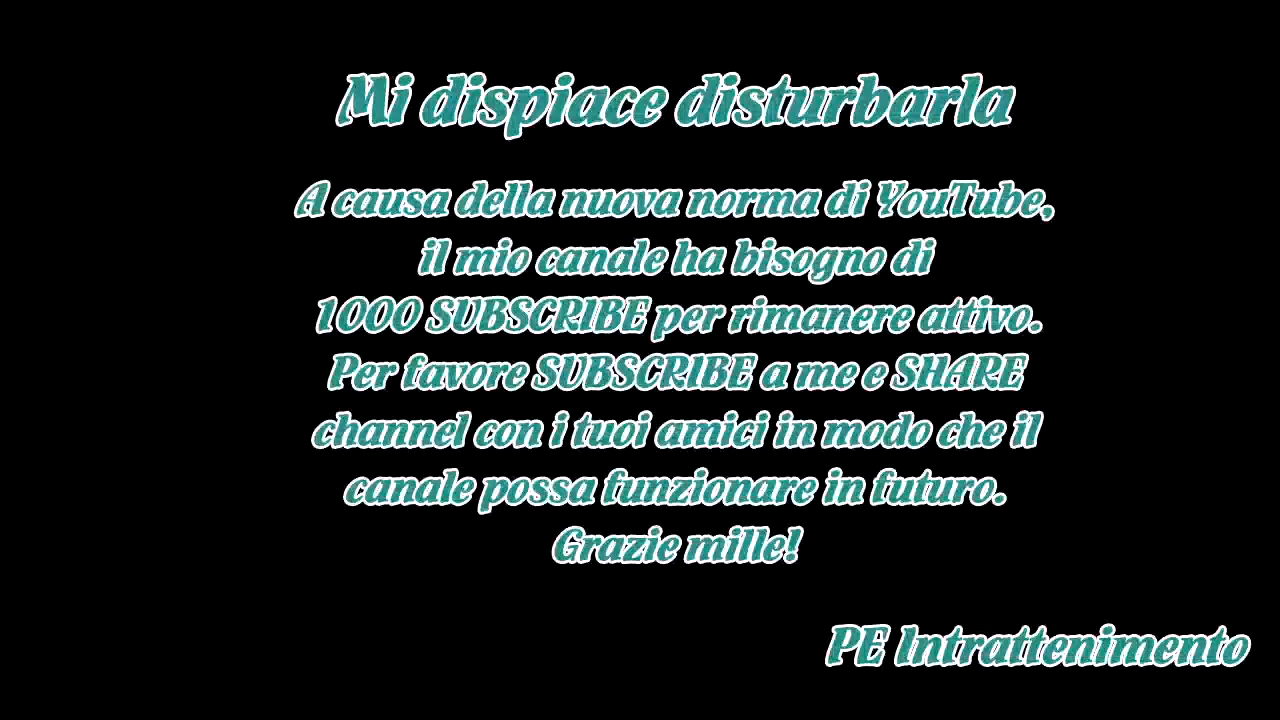 Mi dispiace disturbarla
A causa della nuova norma di YouTube,
il mio canale ha bisogno di
1000 SUBSCRIBE per rimanere attivo.
Per favore SUBSCRIBE a me e SHARE
channel con i tuoi amici in modo che il
canale possa funzionare in futuro.
Grazie mille!
PE Intrattenimento